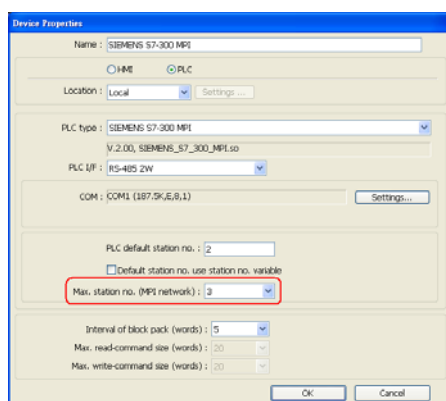 Device Properties
Name : SIEMENS S7-300 MPI
HMI PLC
Location : Local Settings ...
PLC type : SIEMENS S7-300 MPI
V.2.00, SIEMENS_S7_300_MPI.so
PLC I/F : RS-485 2W
COM : COM1 (187.5K,E,8,1) Settings...
PLC default station no. : 2
Default station no. use station no. variable
Max. station no. (MPI network) : 3
Interval of block pack (words) : 5
Max. read-command size (words) : 20
Max. write-command size (words) : 20
OK Cancel